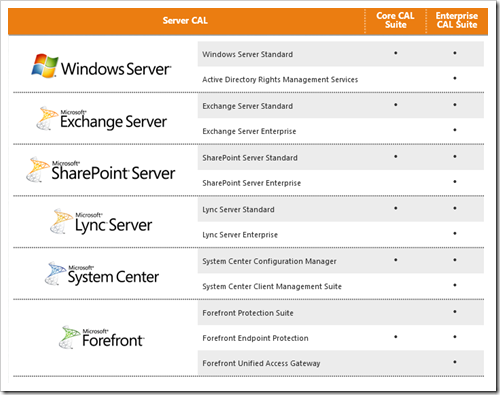 Server CAL
Core CAL
Suite
Enterprise
CAL Suite
Windows Server
Windows Server Standard
•
•
Active Directory Rights Management Services
•
Microsoft
Exchange Server
Exchange Server Standard
•
•
Exchange Server Enterprise
•
Microsoft
SharePoint Server
SharePoint Server Standard
•
•
SharePoint Server Enterprise
•
Microsoft
Lync Server
Lync Server Standard
•
•
Lync Server Enterprise
•
Microsoft
System Center
System Center Configuration Manager
•
•
System Center Client Management Suite
•
Microsoft
Forefront
Forefront Protection Suite
•
Forefront Endpoint Protection
•
•
Forefront Unified Access Gateway
•